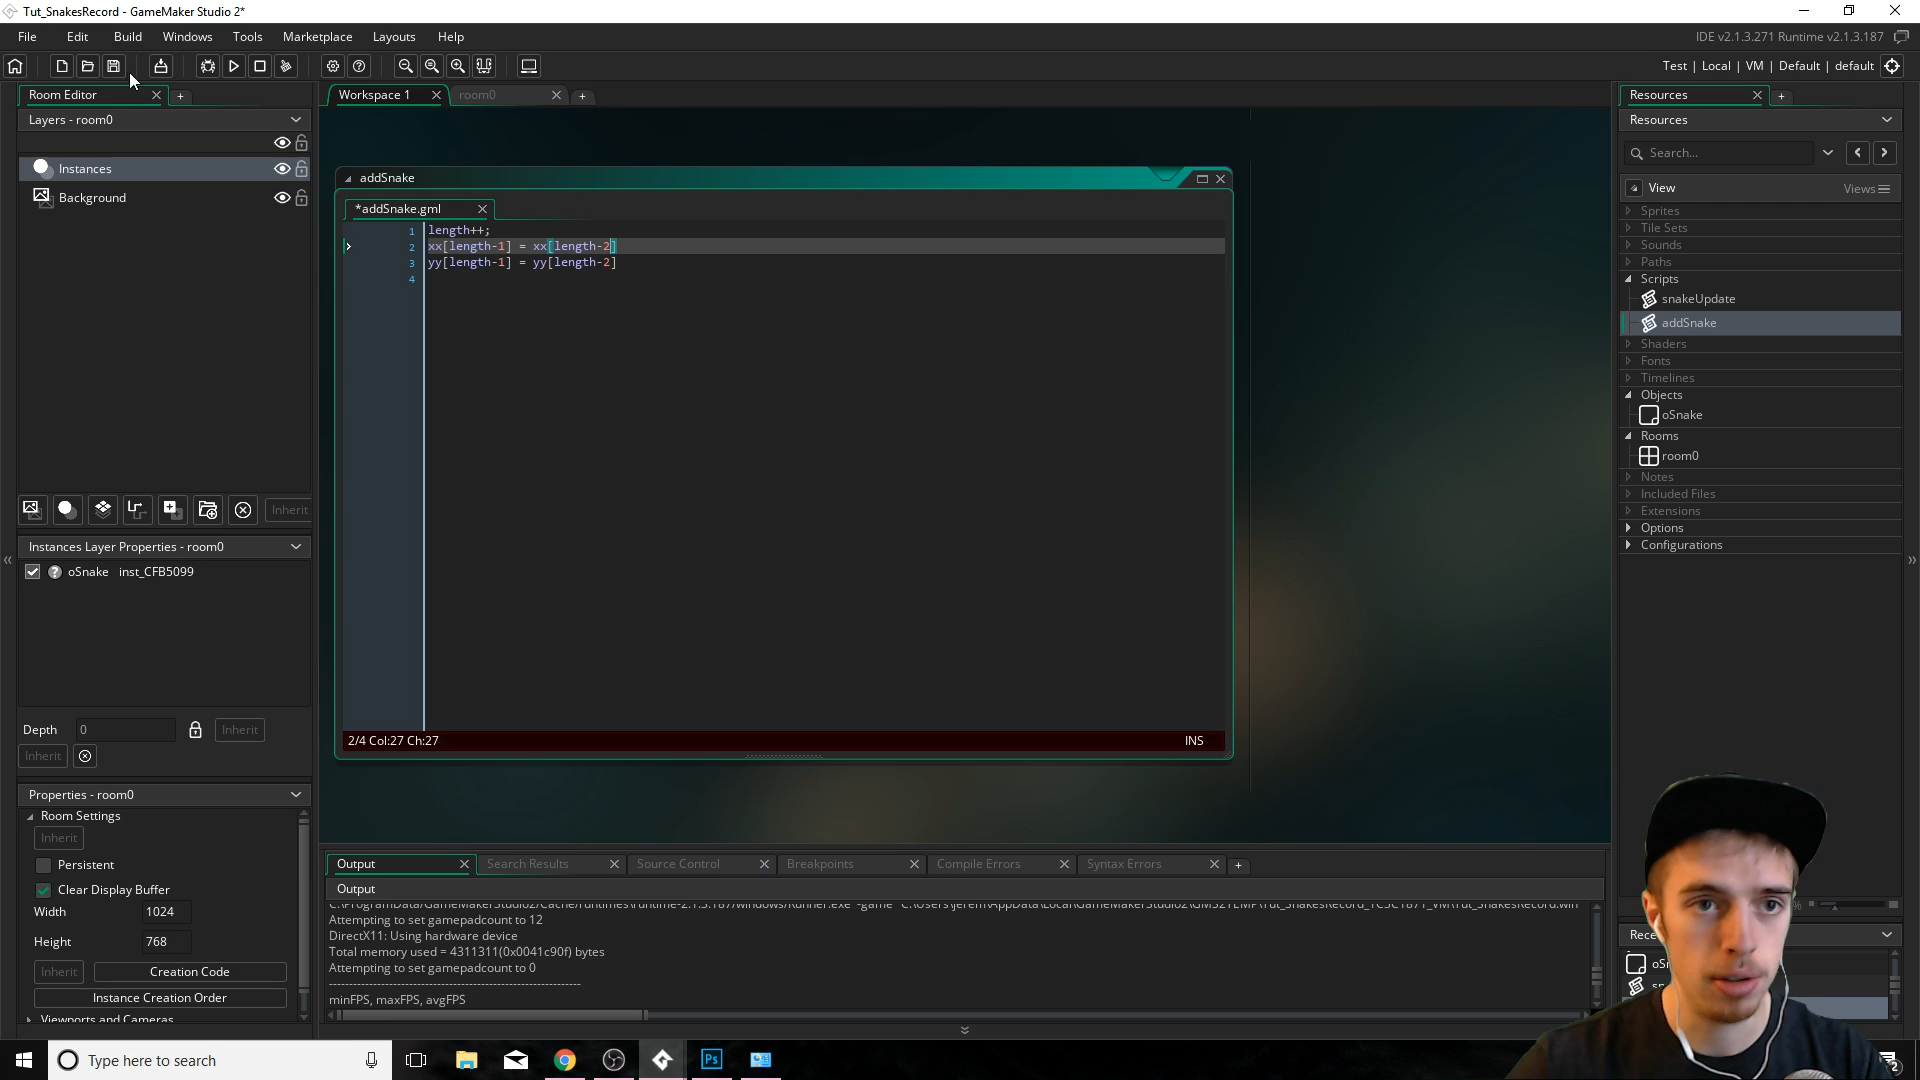 Tut_SnakesRecord - GameMaker Studio 2*
File Edit Build Windows Tools Marketplace Layouts Help
IDE v2.1.3.271 Runtime v2.1.3.187
Test | Local | VM | Default | default
Room Editor
Layers - room0
Instances
Background
Inherit
Instances Layer Properties - room0
oSnake inst_CFB5099
Depth 0 Inherit
Inherit
Properties - room0
Room Settings
Inherit
Persistent
Clear Display Buffer
Width 1024
Height 768
Inherit Creation Code
Instance Creation Order
Viewports and Cameras
Workspace 1 room0
addSnake
*addSnake.gml
1 length++;
2 xx[length-1] = xx[length-2]
3 yy[length-1] = yy[length-2]
4
2/4 Col:27 Ch:27 INS
Output Search Results Source Control Breakpoints Compile Errors Syntax Errors
Output
Attempting to set gamepadcount to 12
DirectX11: Using hardware device
Total memory used = 4311311(0x0041c90f) bytes
Attempting to set gamepadcount to 0
minFPS, maxFPS, avgFPS
Resources
Resources
Search...
View Views
Sprites
Tile Sets
Sounds
Paths
Scripts
snakeUpdate
addSnake
Shaders
Fonts
Timelines
Objects
oSnake
Rooms
room0
Notes
Included Files
Extensions
Options
Configurations
%
Rece
oSn
sn
Type here to search
Ps
2